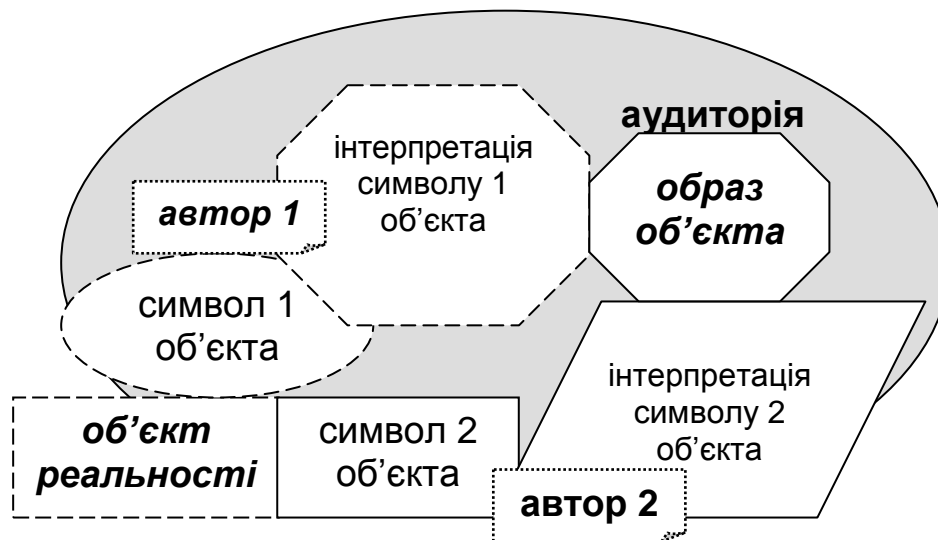 аудиторія
інтерпретація
символу 1
об’єкта
образ
об’єкта
автор 1
символ 1
об’єкта
інтерпретація
символу 2
об’єкта
об’єкт
реальності
символ 2
об’єкта
автор 2